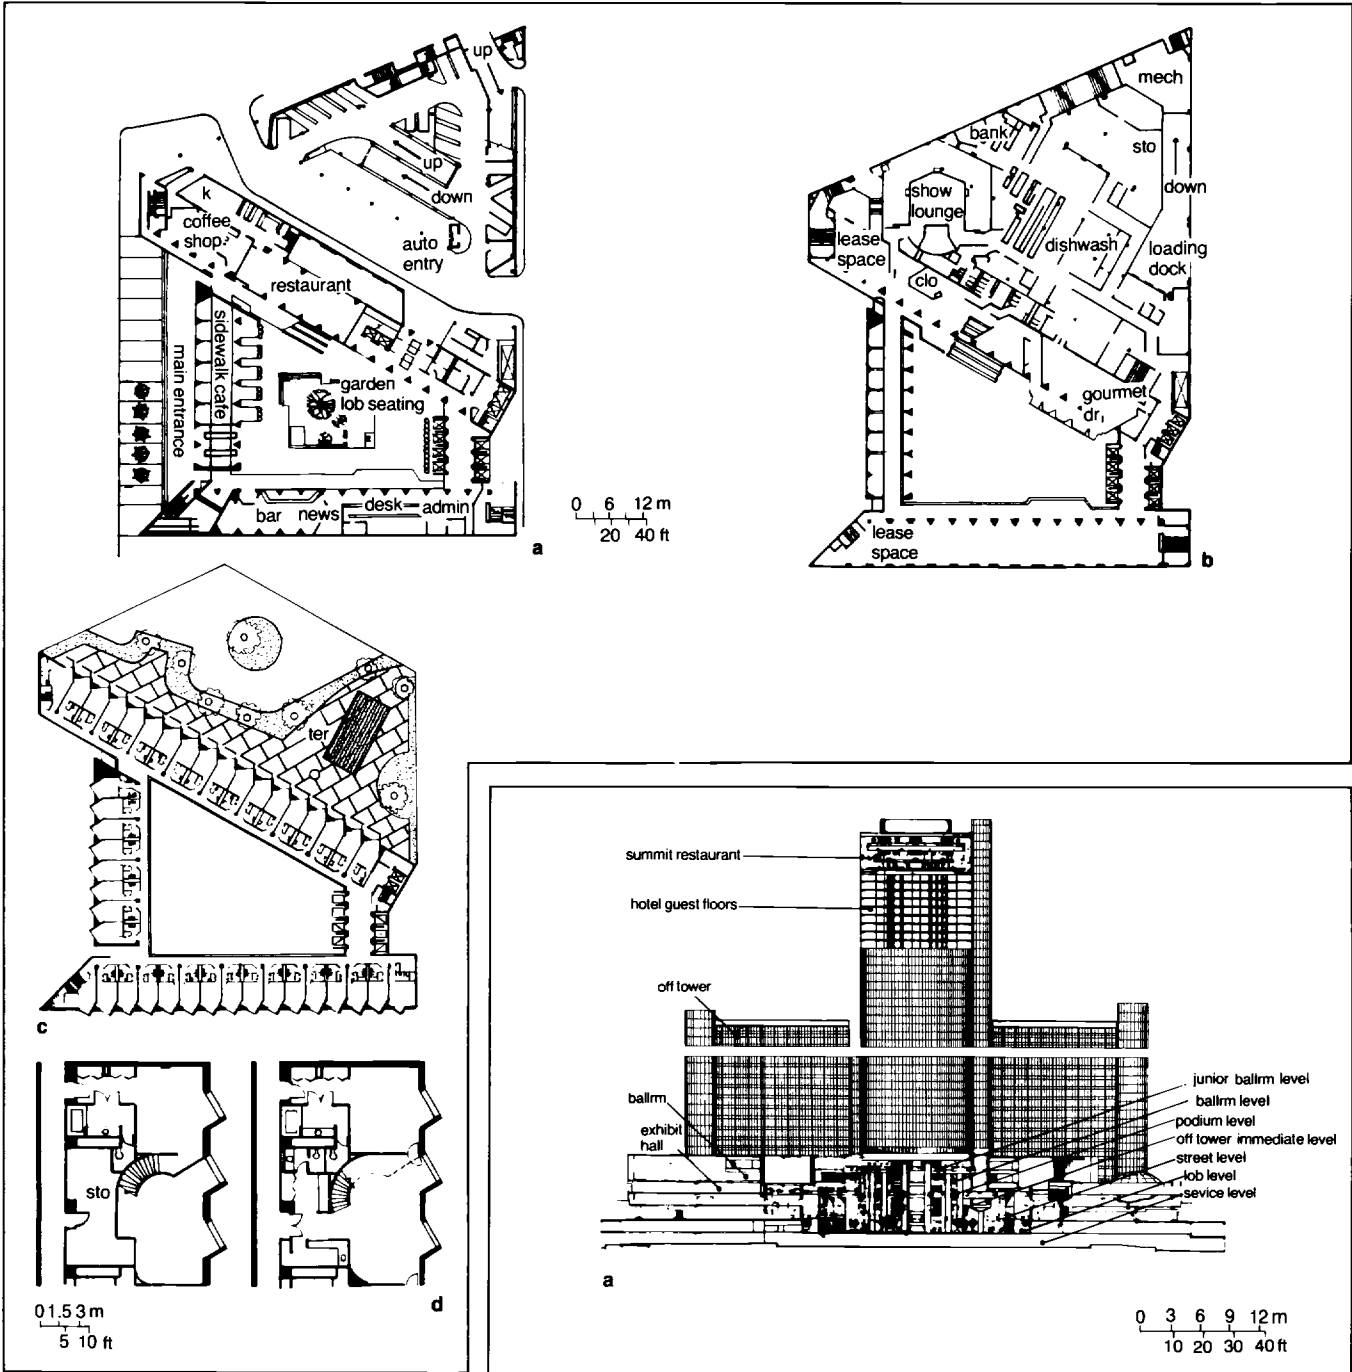 up
up
down
k
coffee
shop
auto
entry
restaurant
sidewalk cafe
main entrance
garden
lob seating
bar
news
desk
admin
0 6 12 m
20 40 ft
a
mech
bank
sto
show
lounge
down
lease
space
dishwash
loading
dock
clo
gourmet
dr
lease
space
b
ter
c
sto
d
0 1.5 3 m
5 10 ft
summit restaurant
hotel guest floors
off tower
ballrm
exhibit
hall
junior ballrm level
ballrm level
podium level
off tower immediate level
street level
lob level
sevice level
a
0 3 6 9 12 m
10 20 30 40 ft